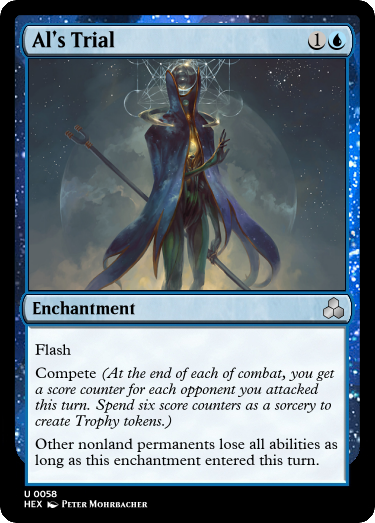 Al's Trial 1
Enchantment
Flash
Compete (At the end of each of combat, you get
a score counter for each opponent you attacked
this turn. Spend six score counters as a sorcery to
create Trophy tokens.)
Other nonland permanents lose all abilities as
long as this enchantment entered this turn.
U 0058
HEX Peter Mohrbacher